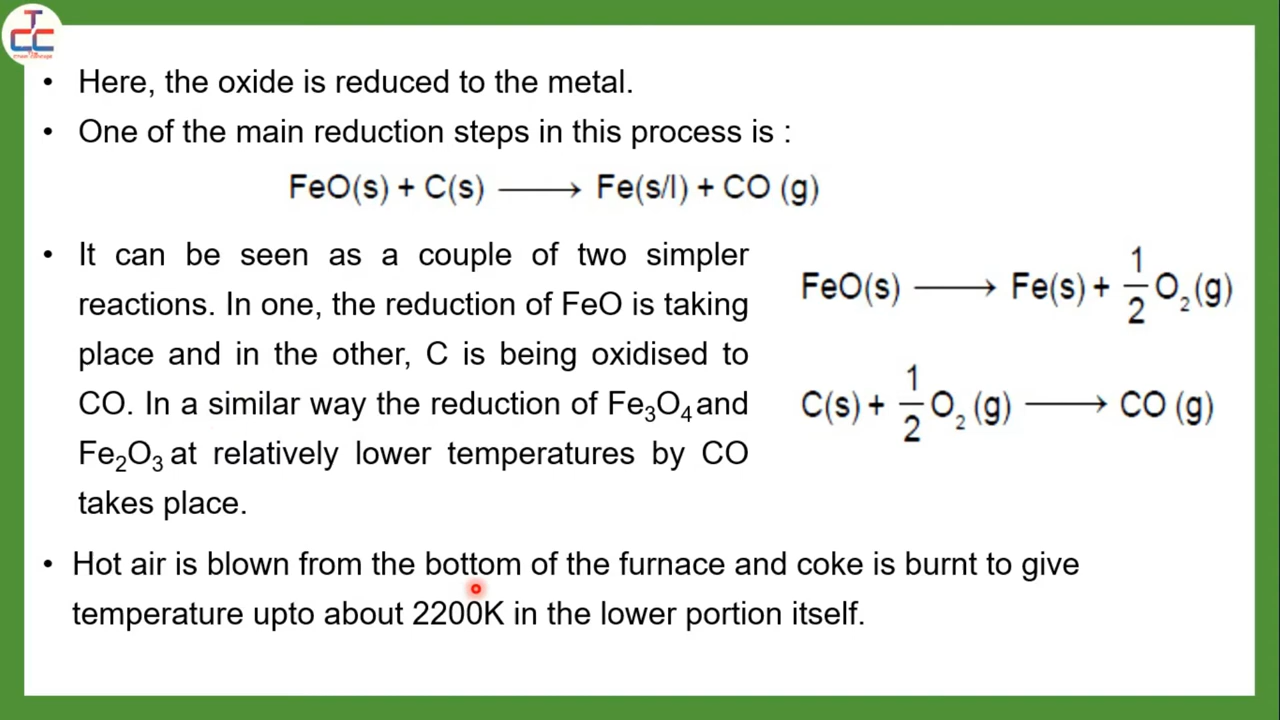 TCC
The
Chem Concept
• Here, the oxide is reduced to the metal.
• One of the main reduction steps in this process is :
FeO(s) + C(s) ⟶ Fe(s/l) + CO (g)
• It can be seen as a couple of two simpler
reactions. In one, the reduction of FeO is taking
place and in the other, C is being oxidised to
CO. In a similar way the reduction of Fe₃O₄ and
Fe₂O₃ at relatively lower temperatures by CO
takes place.
FeO(s) ⟶ Fe(s) + 1/2 O₂ (g)
C(s) + 1/2 O₂ (g) ⟶ CO (g)
• Hot air is blown from the bottom of the furnace and coke is burnt to give
temperature upto about 2200K in the lower portion itself.